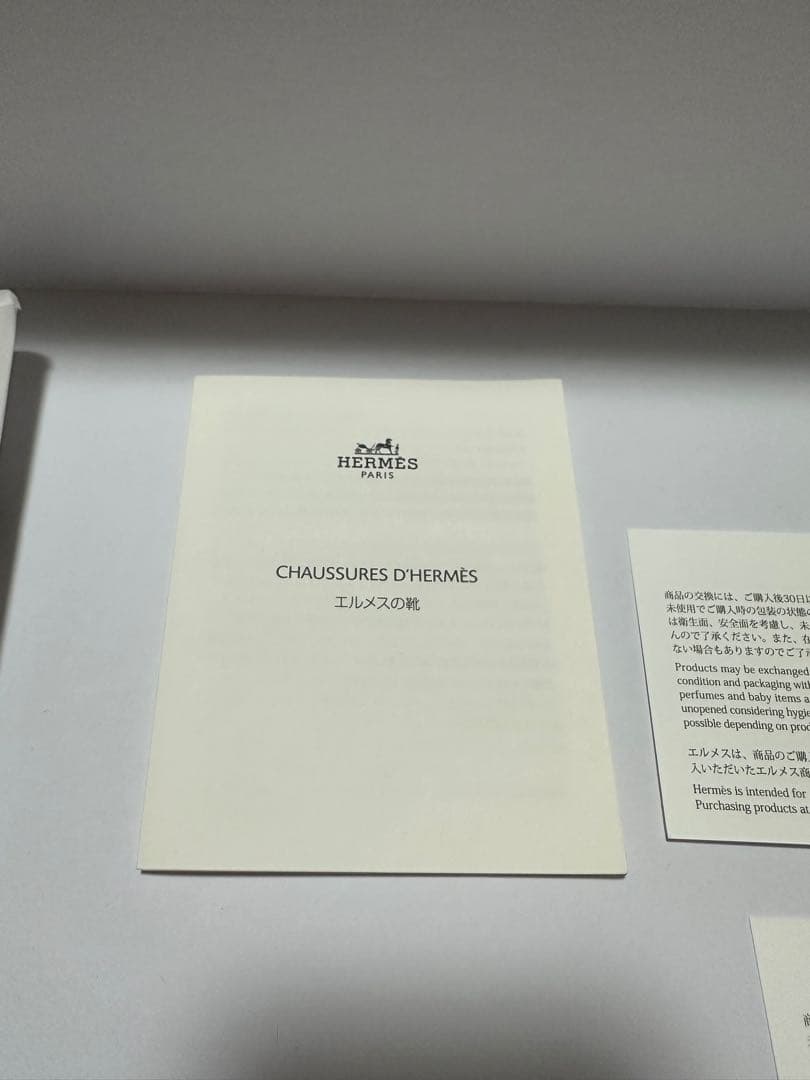 HERMÈS
PARIS
CHAUSSURES D'HERMÈS
エルメスの靴
商品の交換には、ご購入後30日
未使用でご購入時の包装の状態
は衛生面、安全面を考慮し、未
んので了承ください。また、在
ない場合もありますのでご了
Products may be exchanged
condition and packaging with
perfumes and baby items a
unopened considering hygie
possible depending on prod
エルメスは、商品のご購入
入いただいたエルメス商
Hermès is intended for
Purchasing products at